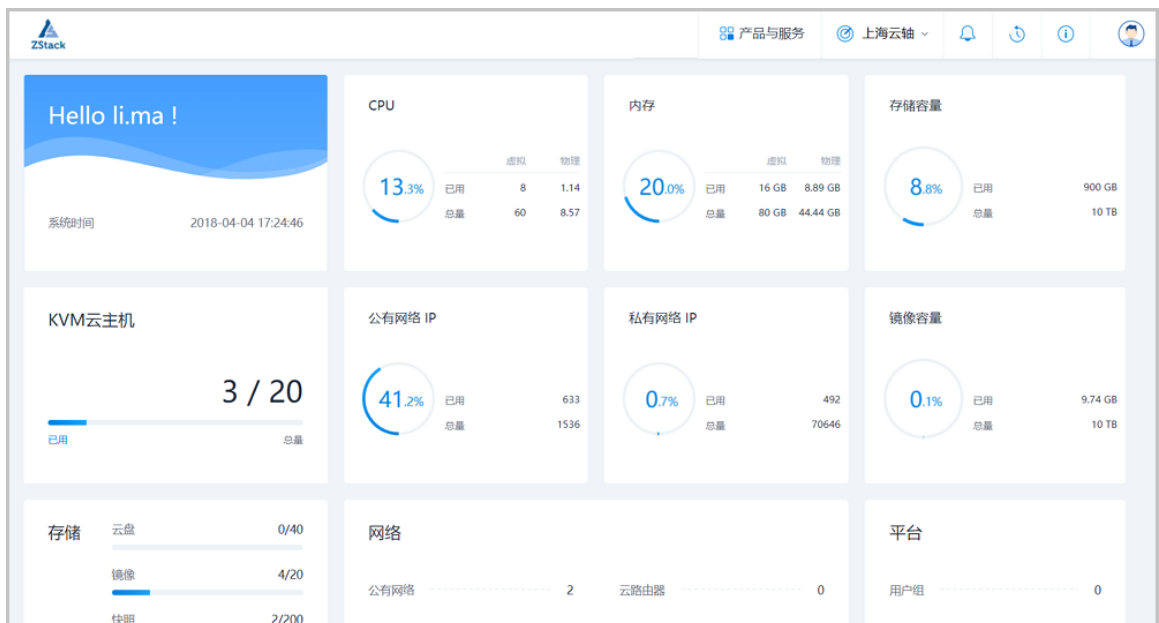 ZStack
产品与服务
上海云轴
Hello li.ma !
系统时间 2018-04-04 17:24:46
CPU
13.3%
虚拟 物理
已用 8 1.14
总量 60 8.57
内存
20.0%
虚拟 物理
已用 16 GB 8.89 GB
总量 80 GB 44.44 GB
存储容量
8.8%
已用 900 GB
总量 10 TB
KVM云主机
3 / 20
已用 总量
公有网络 IP
41.2%
已用 633
总量 1536
私有网络 IP
0.7%
已用 492
总量 70646
镜像容量
0.1%
已用 9.74 GB
总量 10 TB
存储
云盘 0/40
镜像 4/20
快照 2/200
网络
公有网络 2
云路由器 0
平台
用户组 0